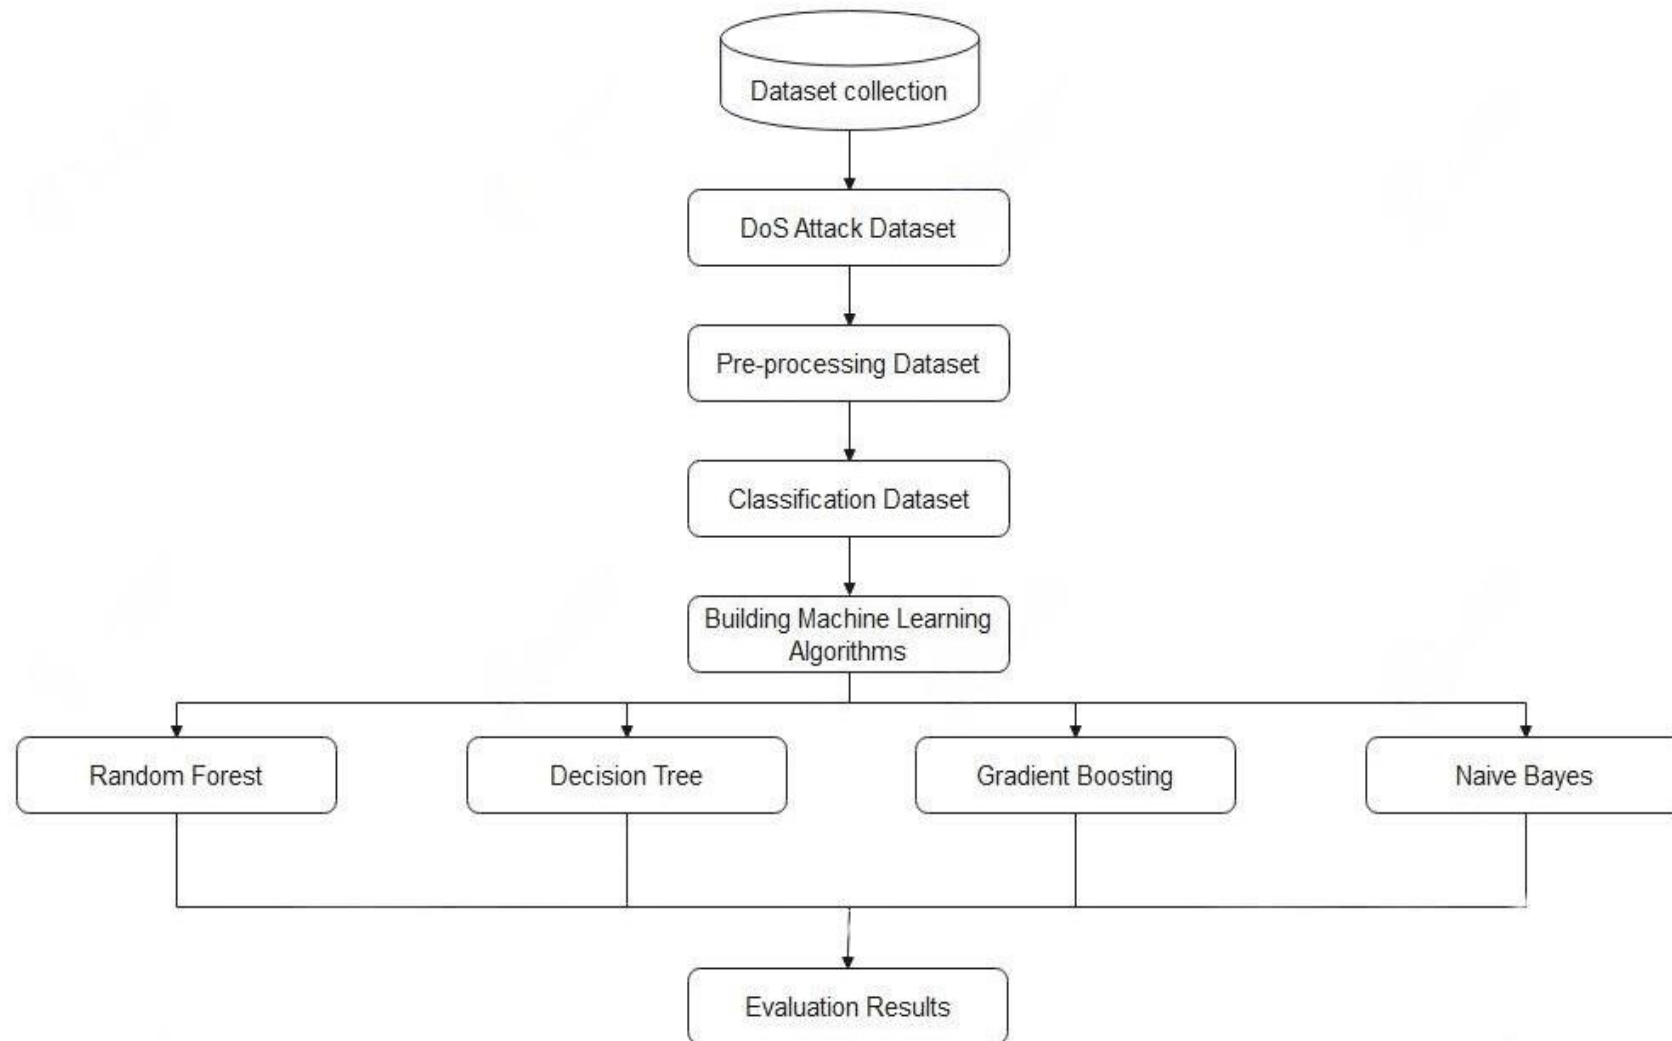 Dataset collection
DoS Attack Dataset
Pre-processing Dataset
Classification Dataset
Building Machine Learning
Algorithms
Random Forest
Decision Tree
Gradient Boosting
Naive Bayes
Evaluation Results